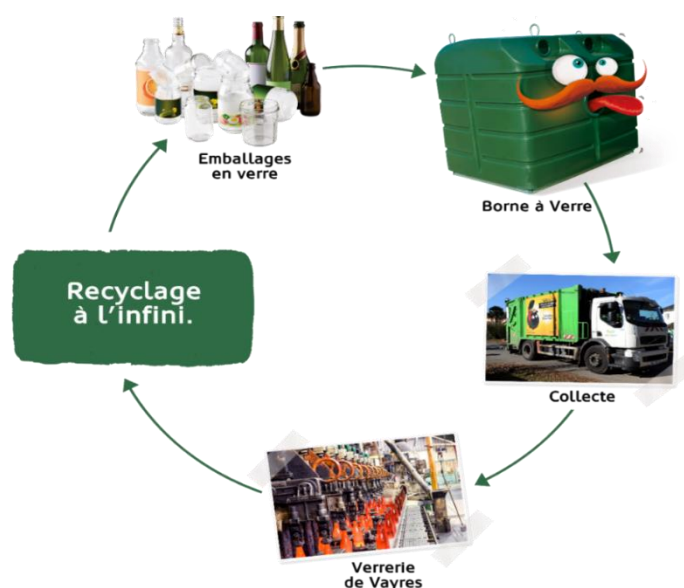 Emballages
en verre
Borne à Verre
Recyclage
à l'infini.
Collecte
Verrerie
de Vayres